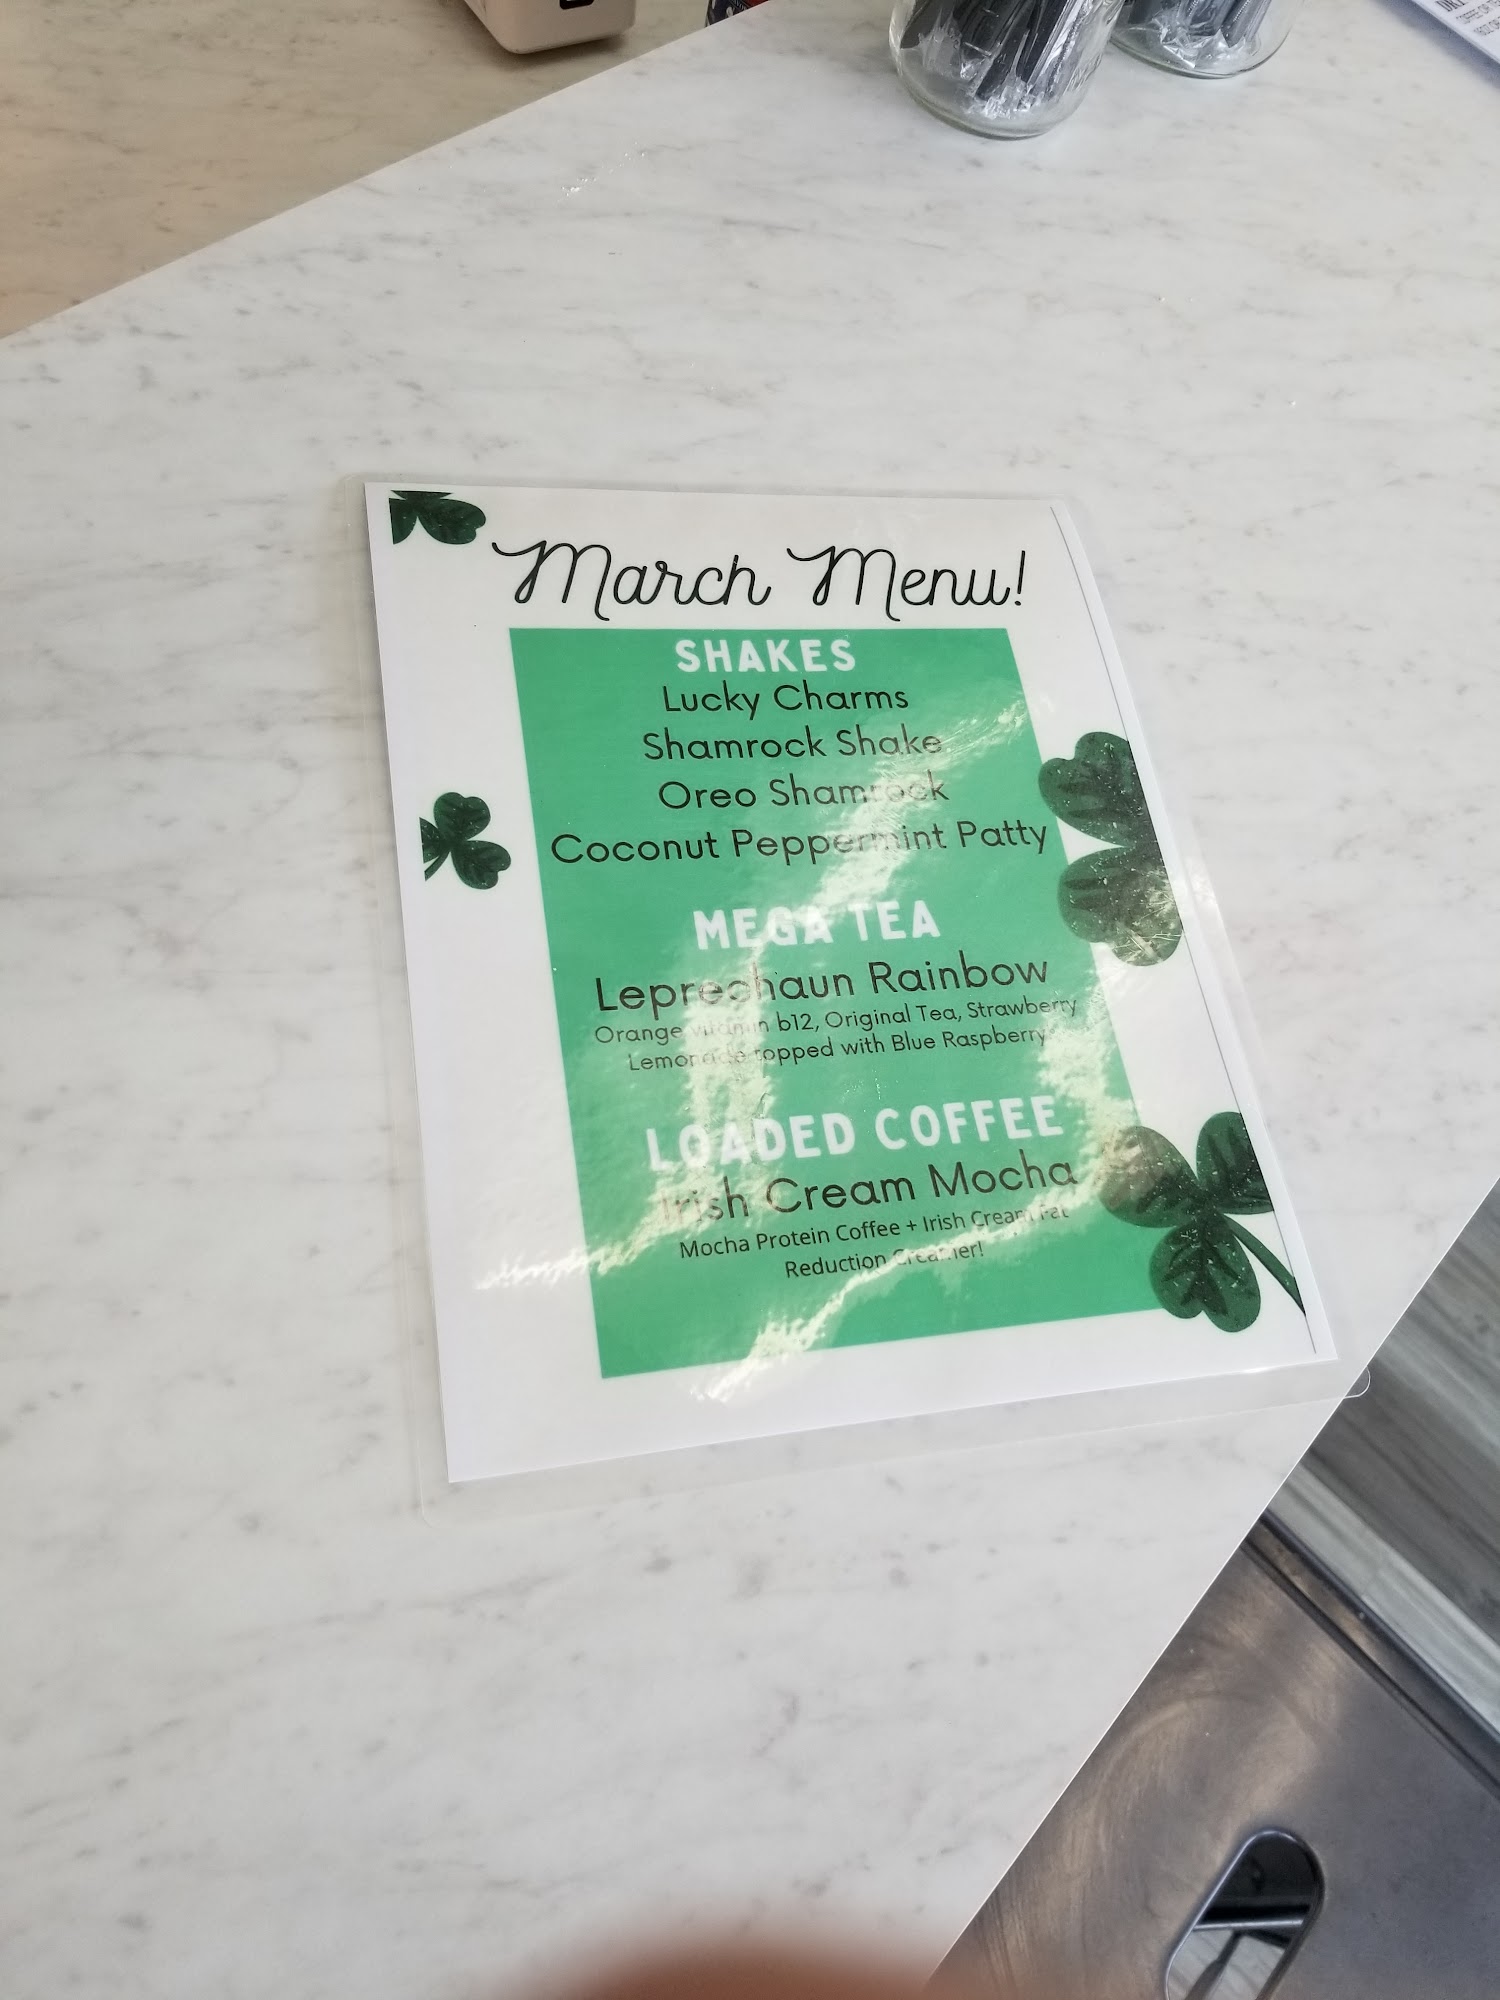 March Menu!
SHAKES
Lucky Charms
Shamrock Shake
Oreo Shamrock
Coconut Peppermint Patty
MEGA TEA
Leprechaun Rainbow
Orange vitamin b12, Original Tea, Strawberry
Lemonade topped with Blue Raspberry
LOADED COFFEE
Irish Cream Mocha
Mocha Protein Coffee + Irish Cream Fat
Reduction Creamer!